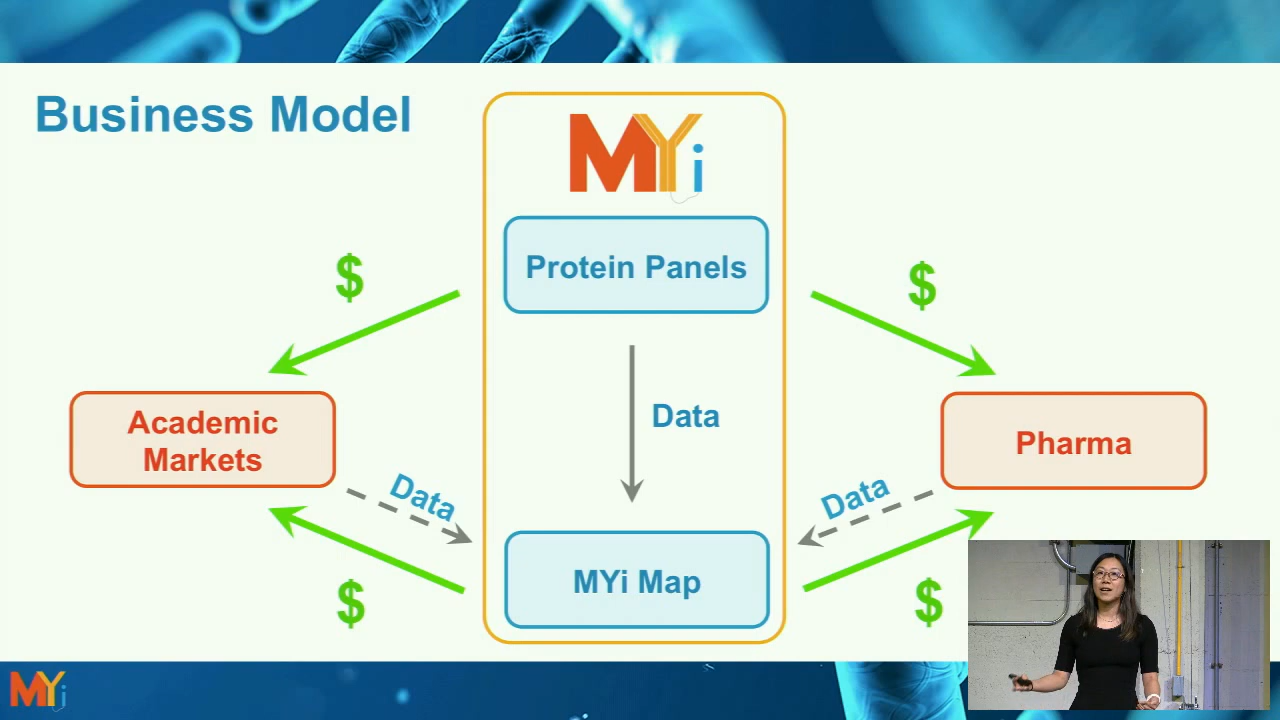 Business Model
MYi
Protein Panels
$
$
Data
Academic
Markets
Pharma
Data
Data
MYi Map
$
$
MYi